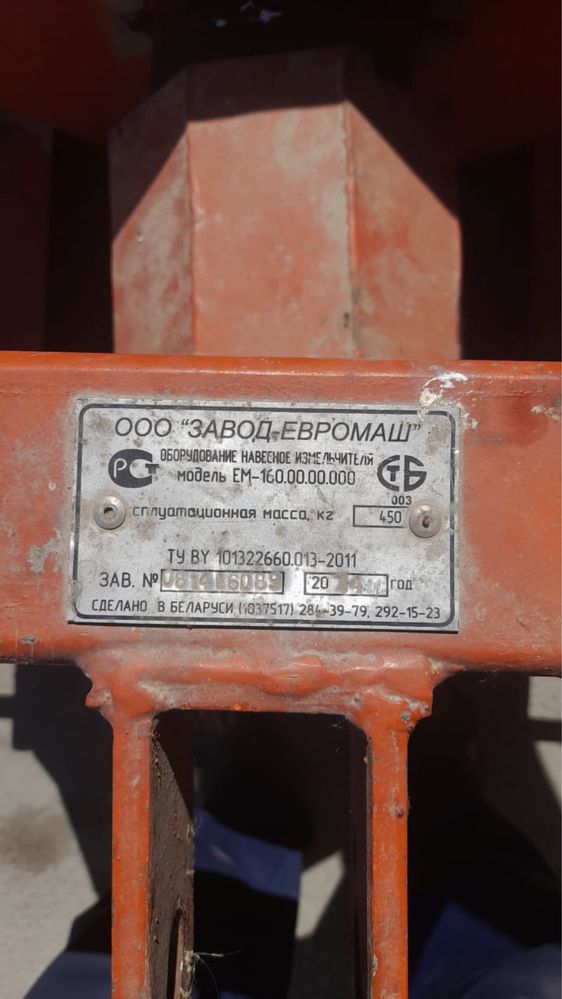 ООО "ЗАВОД-ЕВРОМАШ"
РСТ ОБОРУДОВАНИЕ НАВЕСНОЕ ИЗМЕЛЬЧИТЕЛЯ СТБ
модель ЕМ-160.00.00.000
003
сплуатационная масса, кг 450
ТУ BY 101322660.013-2011
ЗАВ. № 20 год
СДЕЛАНО В БЕЛАРУСИ (1037517) 284-39-79, 292-15-23